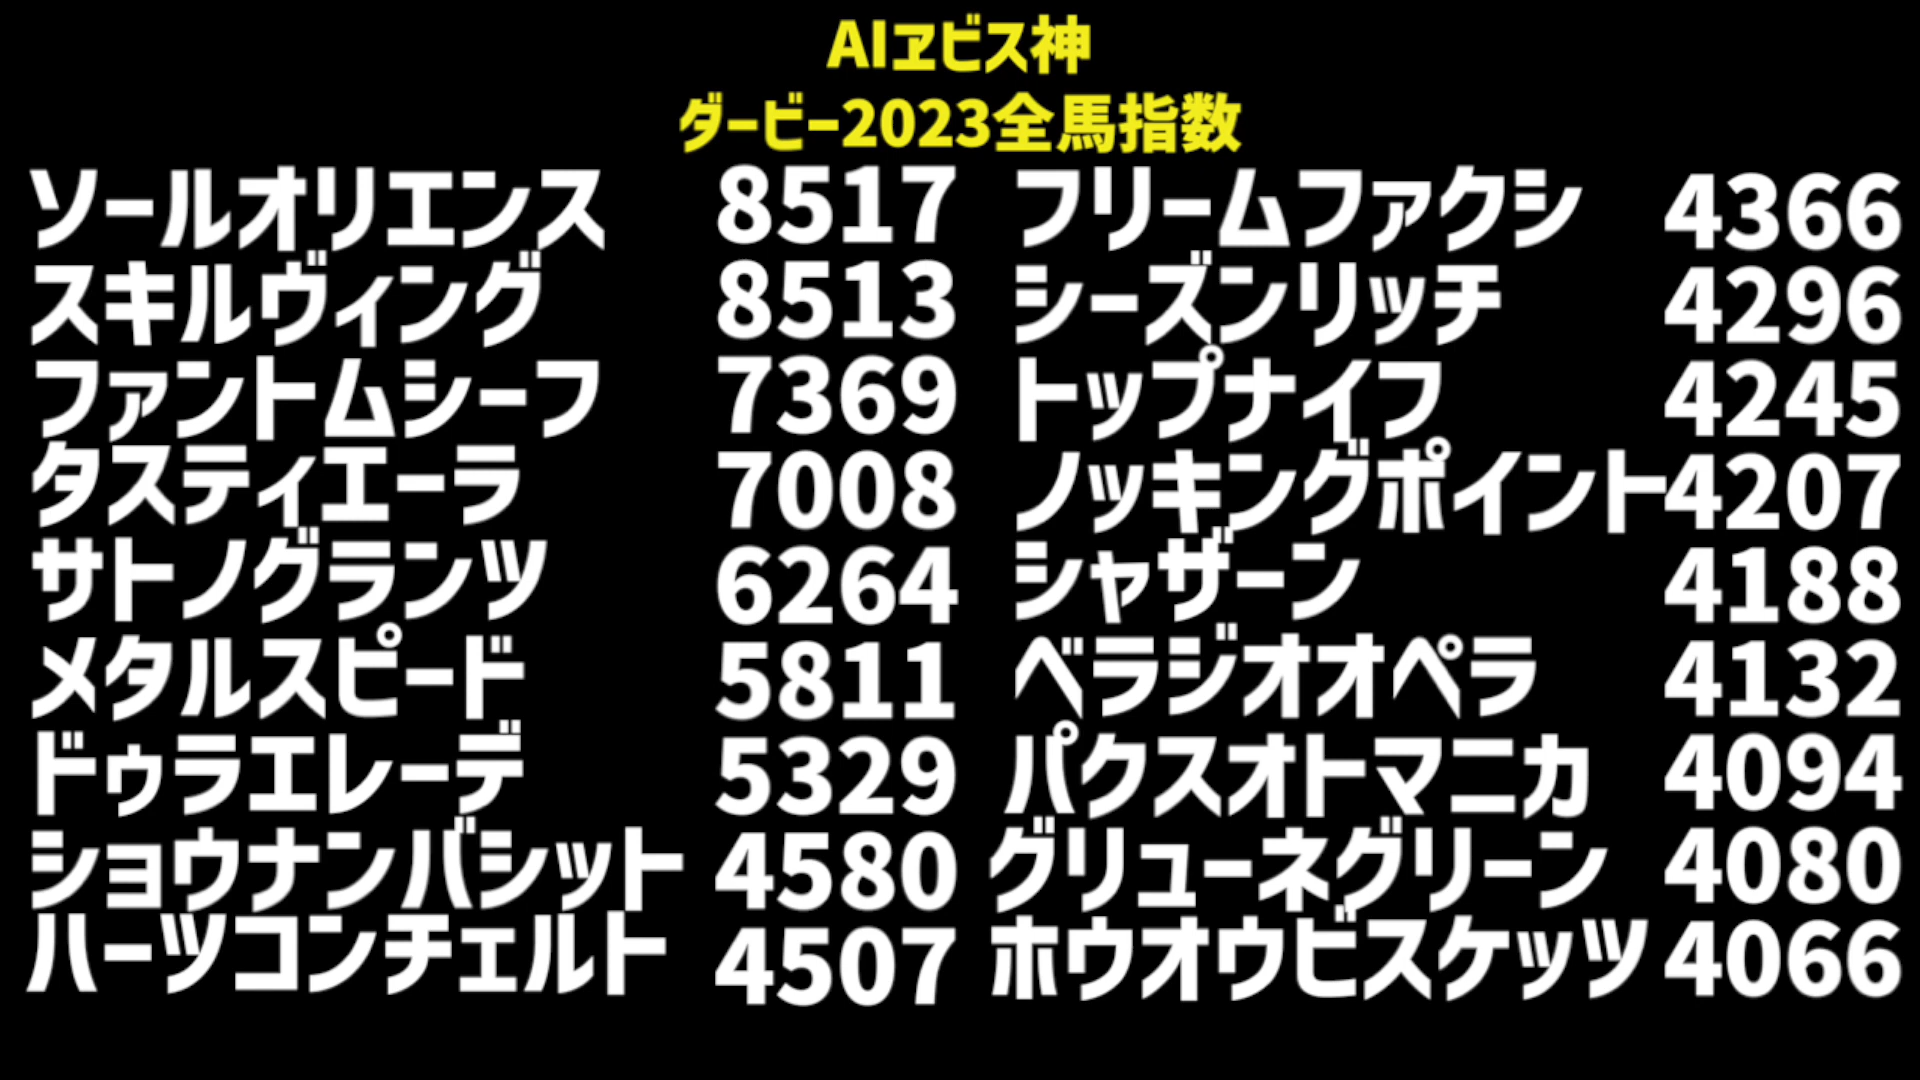 AIヱビス神
ダービー2023全馬指数
ソールオリエンス 8517
スキルヴィング 8513
ファントムシーフ 7369
タスティエーラ 7008
サトノグランツ 6264
メタルスピード 5811
ドゥラエレーデ 5329
ショウナンバシット 4580
ハーツコンチェルト 4507
フリームファクシ 4366
シーズンリッチ 4296
トップナイフ 4245
ノッキングポイント 4207
シャザーン 4188
ベラジオオペラ 4132
パクスオトマニカ 4094
グリューネグリーン 4080
ホウオウビスケッツ 4066